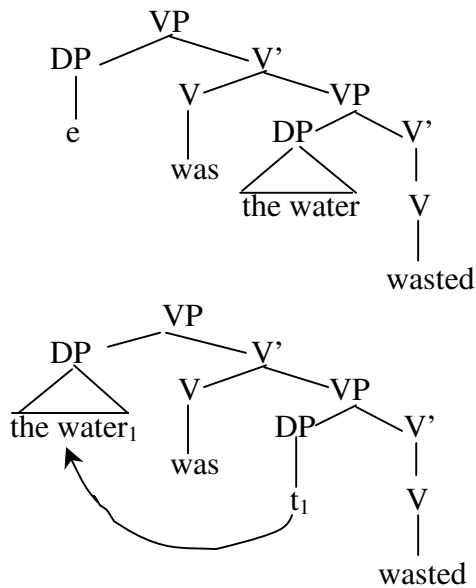 VP
DP V’
e V VP
was DP V’
the water V
wasted
VP
DP V’
the water₁ V VP
was DP V’
t₁ V
wasted